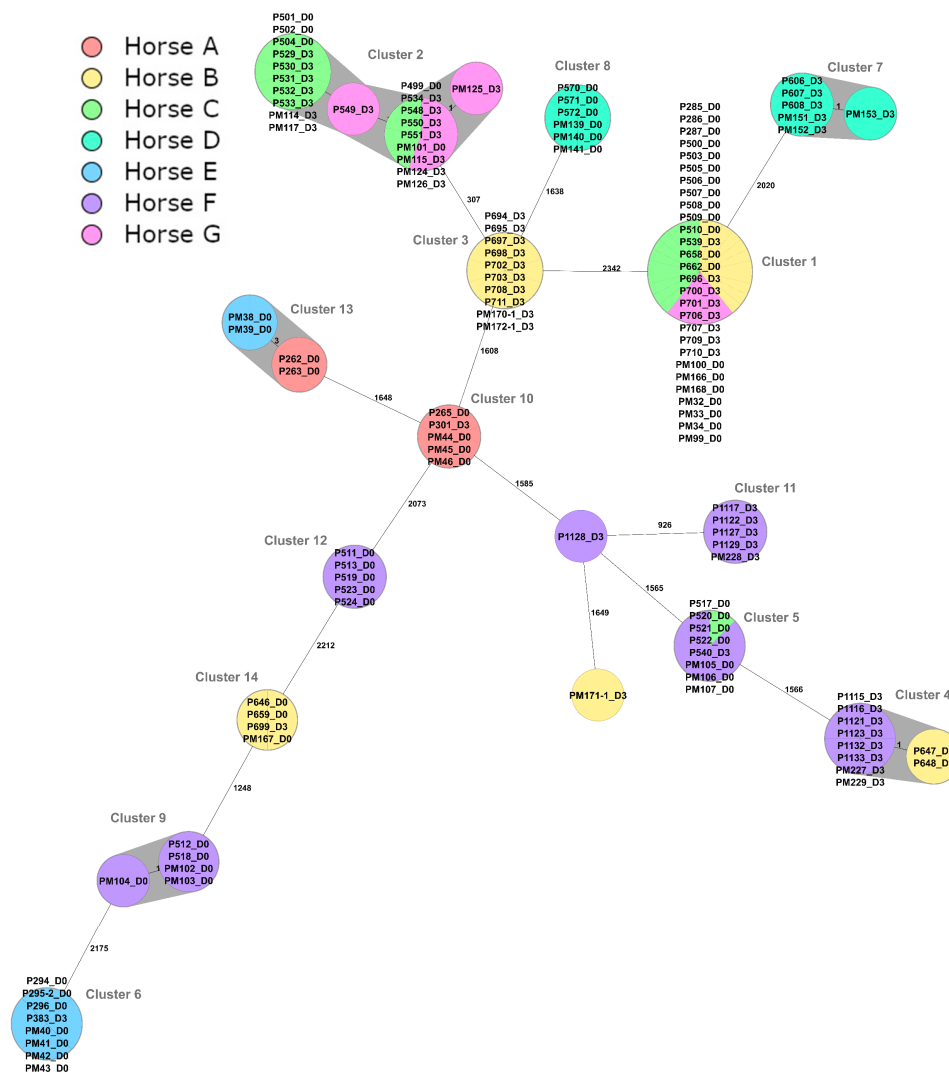 Horse A
Horse B
Horse C
Horse D
Horse E
Horse F
Horse G
P501_D0
P502_D0
P504_D0
P529_D3
P530_D3
P531_D3
P532_D3
P533_D3
PM114_D3
PM117_D3
Cluster 2
P549_D3
P499_D0
P534_D3
P548_D3
P550_D3
P551_D3
PM101_D0
PM115_D3
PM124_D3
PM126_D3
1
PM125_D3
Cluster 8
P570_D0
P571_D0
P572_D0
PM139_D0
PM140_D0
PM141_D0
Cluster 7
P606_D3
P607_D3
P608_D3
PM151_D3
PM152_D3
1
PM153_D3
307
1638
2020
Cluster 3
P694_D3
P695_D3
P697_D3
P698_D3
P702_D3
P703_D3
P708_D3
P711_D3
PM170-1_D3
PM172-1_D3
2342
P285_D0
P286_D0
P287_D0
P500_D0
P503_D0
P505_D0
P506_D0
P507_D0
P508_D0
P509_D0
P510_D0
P539_D3
P658_D0
P662_D0
P696_D3
P700_D3
P701_D3
P706_D3
P707_D3
P709_D3
P710_D3
PM100_D0
PM166_D0
PM168_D0
PM32_D0
PM33_D0
PM34_D0
PM99_D0
Cluster 1
Cluster 13
PM38_D0
PM39_D0
3
P262_D0
P263_D0
1608
1648
Cluster 10
P265_D0
P301_D3
PM44_D0
PM45_D0
PM46_D0
1585
2073
Cluster 11
P1117_D3
P1122_D3
P1127_D3
P1129_D3
PM228_D3
926
P1128_D3
Cluster 12
P511_D0
P513_D0
P519_D0
P523_D0
P524_D0
1565
1649
Cluster 5
P517_D0
P520_D0
P521_D0
P522_D0
P540_D3
PM105_D0
PM106_D0
PM107_D0
2212
PM171-1_D3
1566
Cluster 14
P646_D0
P659_D0
P699_D3
PM167_D0
Cluster 4
P1115_D3
P1116_D3
P1121_D3
P1123_D3
P1132_D3
P1133_D3
PM227_D3
PM229_D3
1
P647_D
P648_D
1248
Cluster 9
P512_D0
P518_D0
PM102_D0
PM103_D0
1
PM104_D0
2175
Cluster 6
P294_D0
P295-2_D0
P296_D0
P383_D3
PM40_D0
PM41_D0
PM42_D0
PM43_D0